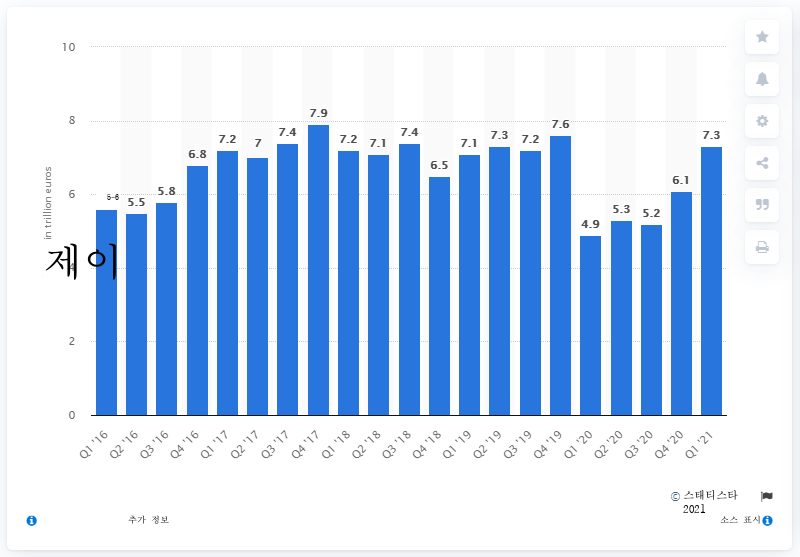 10
8
6
4
2
0
in trillion euros
5-6
5.5
5.8
6.8
7.2
7
7.4
7.9
7.2
7.1
7.4
6.5
7.1
7.3
7.2
7.6
4.9
5.3
5.2
6.1
7.3
제이
Q1 '16
Q2 '16
Q3 '16
Q4 '16
Q1 '17
Q2 '17
Q3 '17
Q4 '17
Q1 '18
Q2 '18
Q3 '18
Q4 '18
Q1 '19
Q2 '19
Q3 '19
Q4 '19
Q1 '20
Q2 '20
Q3 '20
Q4 '20
Q1 '21
© 스태티스타
2021
추가 정보
소스 표시